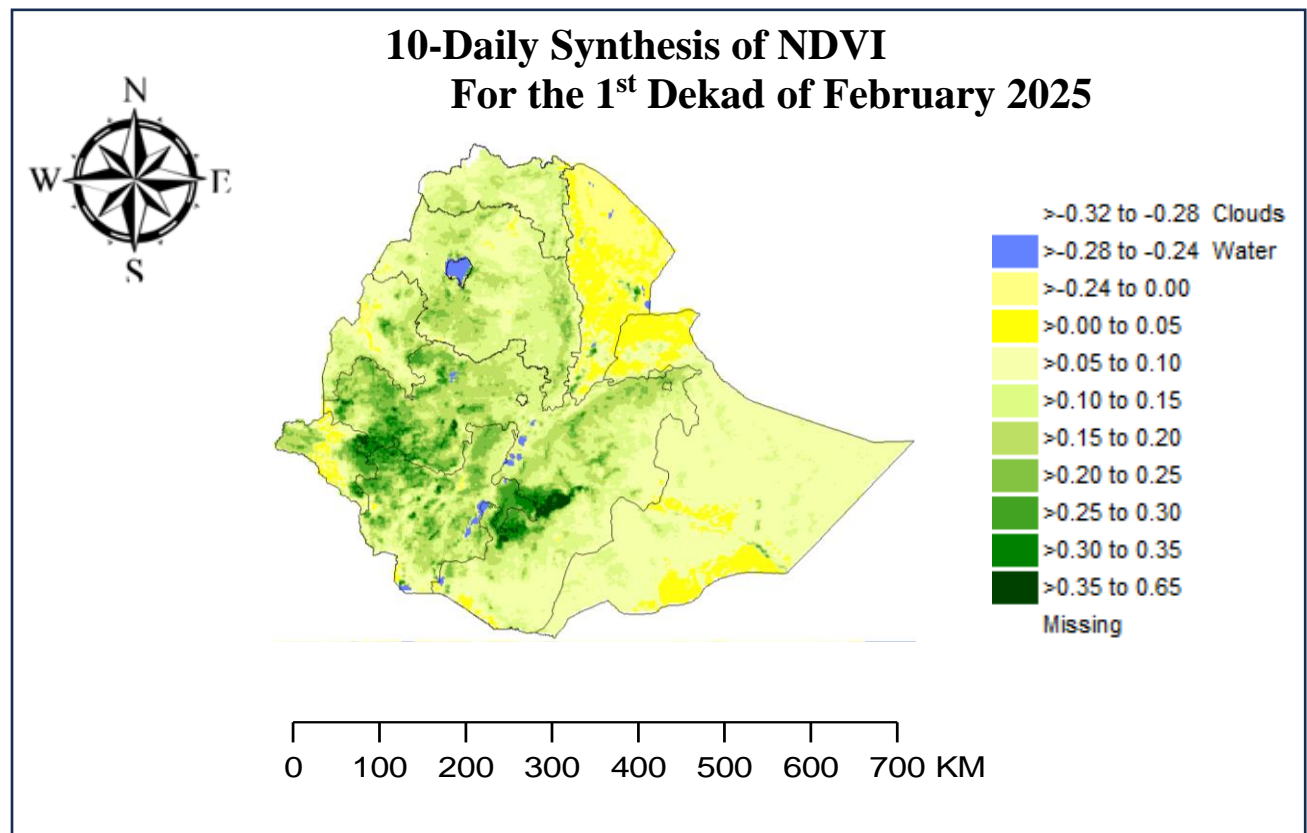 10-Daily Synthesis of NDVI
For the 1st Dekad of February 2025
N
W E
S
>-0.32 to -0.28 Clouds
>-0.28 to -0.24 Water
>-0.24 to 0.00
>0.00 to 0.05
>0.05 to 0.10
>0.10 to 0.15
>0.15 to 0.20
>0.20 to 0.25
>0.25 to 0.30
>0.30 to 0.35
>0.35 to 0.65
Missing
0 100 200 300 400 500 600 700 KM